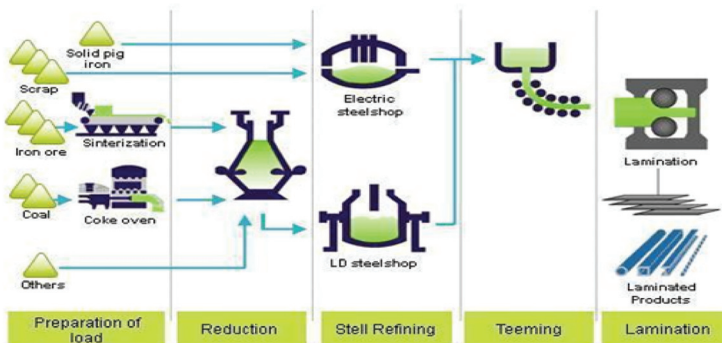 Solid pig
iron
Scrap
Electric
steelshop
Iron ore
Sinterization
Lamination
Coal
Coke oven
LD steelshop
Others
Laminated
Products
Preparation of
load
Reduction
Stell Refining
Teeming
Lamination